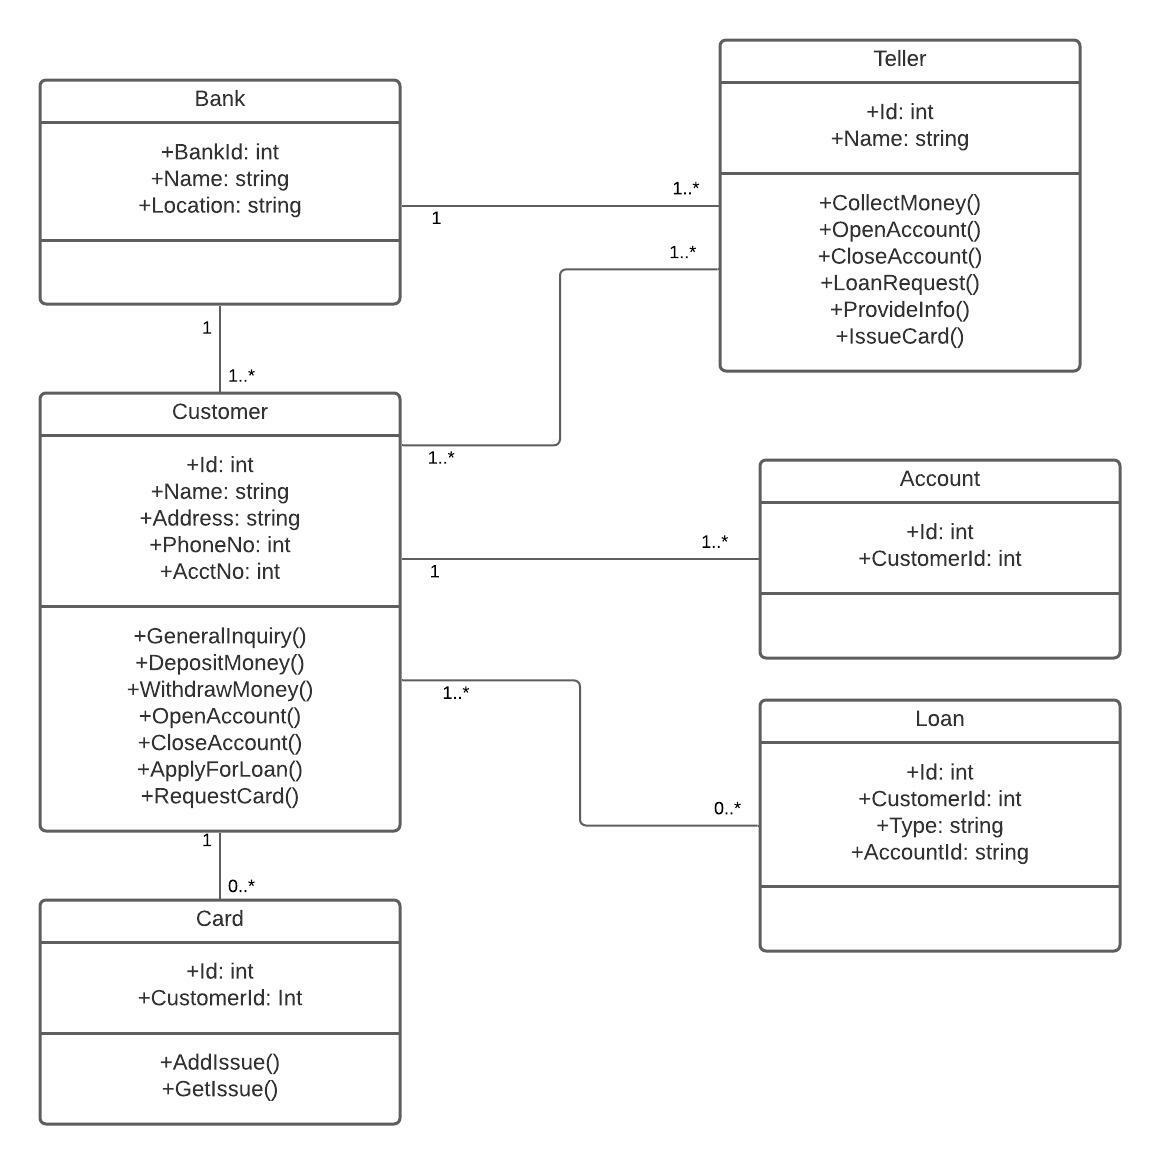 Bank
+BankId: int
+Name: string
+Location: string
Teller
+Id: int
+Name: string
+CollectMoney()
+OpenAccount()
+CloseAccount()
+LoanRequest()
+ProvideInfo()
+IssueCard()
1..*
1
1..*
1
1..*
Customer
+Id: int
+Name: string
+Address: string
+PhoneNo: int
+AcctNo: int
+GeneralInquiry()
+DepositMoney()
+WithdrawMoney()
+OpenAccount()
+CloseAccount()
+ApplyForLoan()
+RequestCard()
1..*
1..*
1
Account
+Id: int
+CustomerId: int
1..*
0..*
Loan
+Id: int
+CustomerId: int
+Type: string
+AccountId: string
1
0..*
Card
+Id: int
+CustomerId: Int
+AddIssue()
+GetIssue()